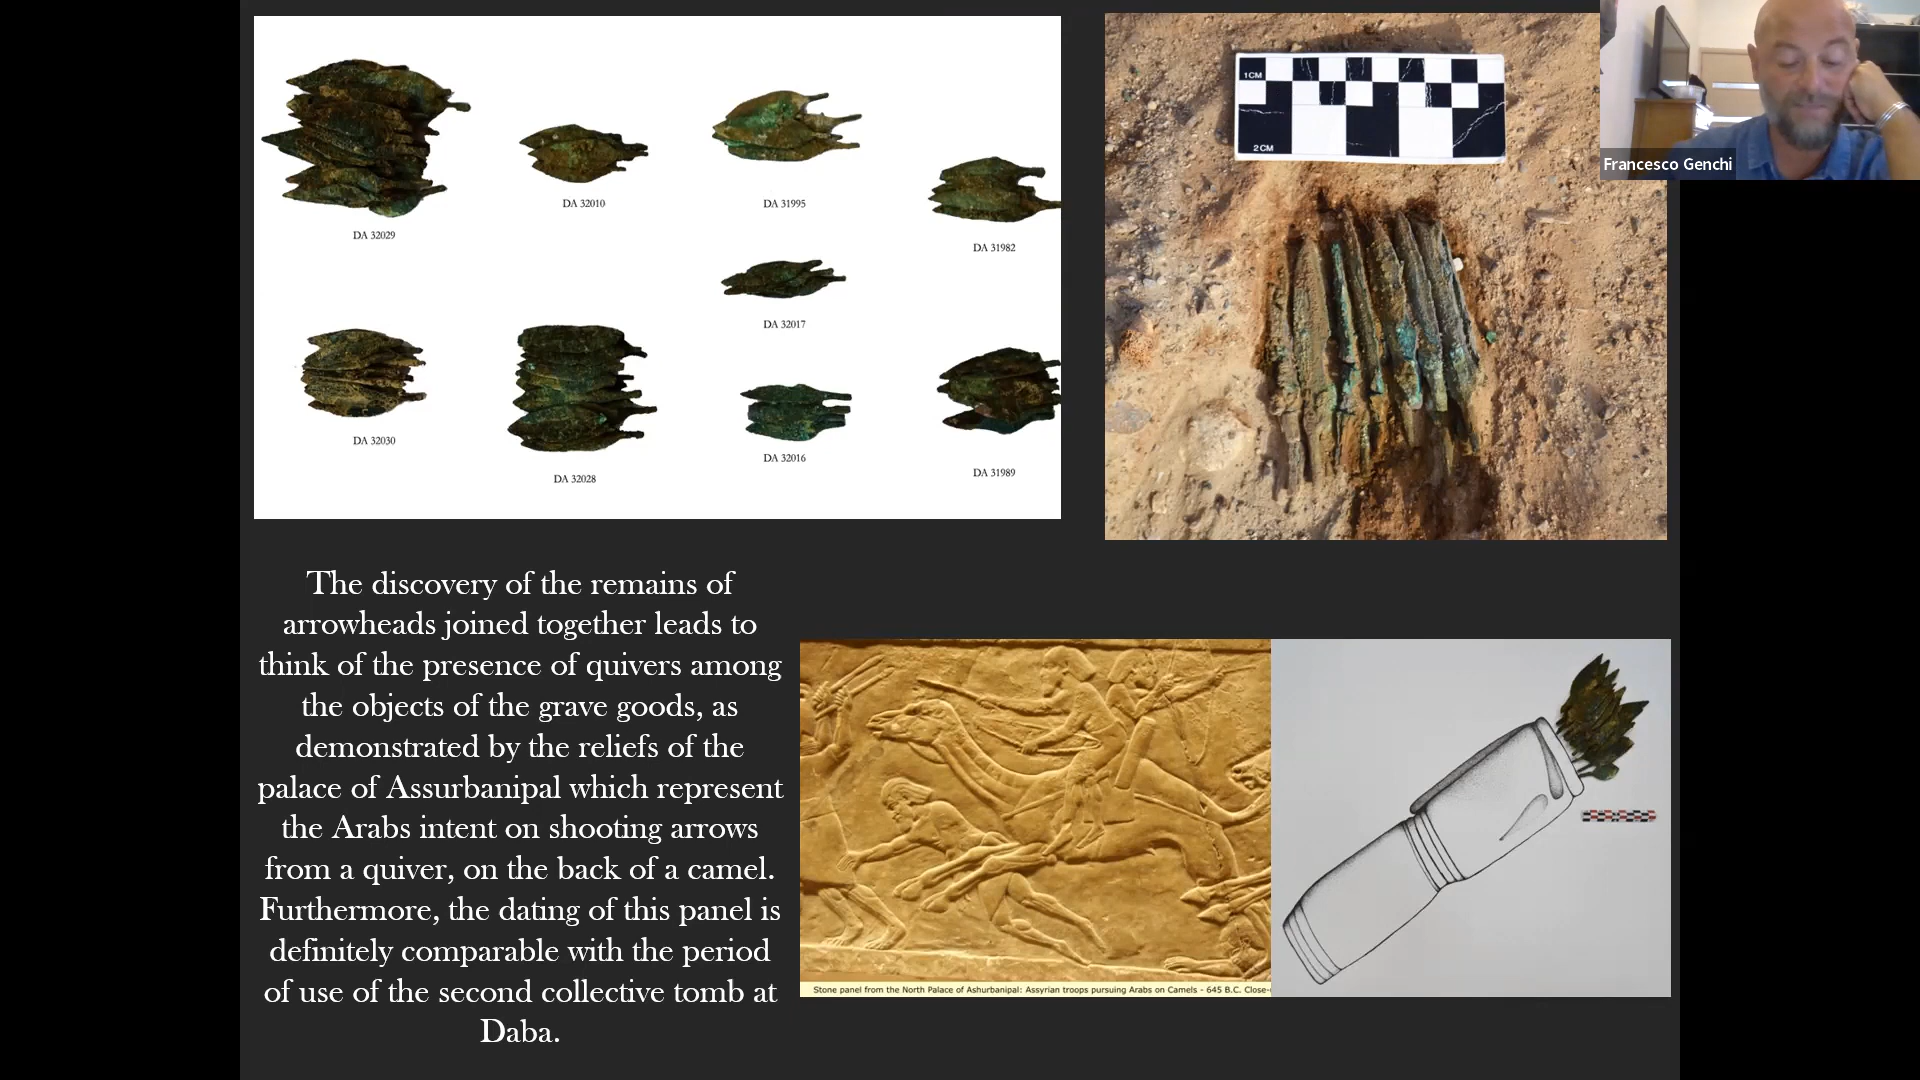 DA 32029
DA 32010
DA 31995
DA 31982
DA 32017
DA 32030
DA 32028
DA 32016
DA 31989
1CM
2CM
Francesco Genchi
The discovery of the remains of
arrowheads joined together leads to
think of the presence of quivers among
the objects of the grave goods, as
demonstrated by the reliefs of the
palace of Assurbanipal which represent
the Arabs intent on shooting arrows
from a quiver, on the back of a camel.
Furthermore, the dating of this panel is
definitely comparable with the period
of use of the second collective tomb at
Daba.
Stone panel from the North Palace of Ashurbanipal: Assyrian troops pursuing Arabs on Camels - 645 B.C. Close-